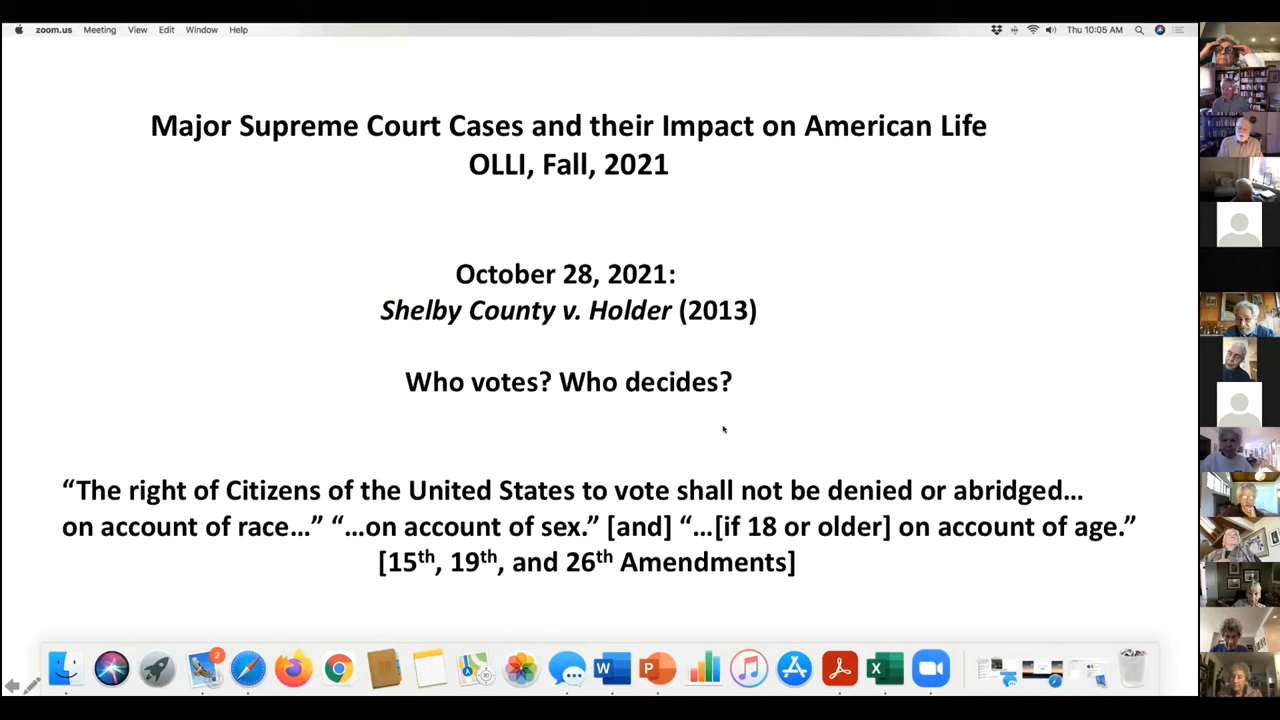 zoom.us Meeting View Edit Window Help Thu 10:05 AM
Major Supreme Court Cases and their Impact on American Life
OLLI, Fall, 2021
October 28, 2021:
Shelby County v. Holder (2013)
Who votes? Who decides?
“The right of Citizens of the United States to vote shall not be denied or abridged…
on account of race…” “…on account of sex.” [and] “…[if 18 or older] on account of age.”
[15th, 19th, and 26th Amendments]
2